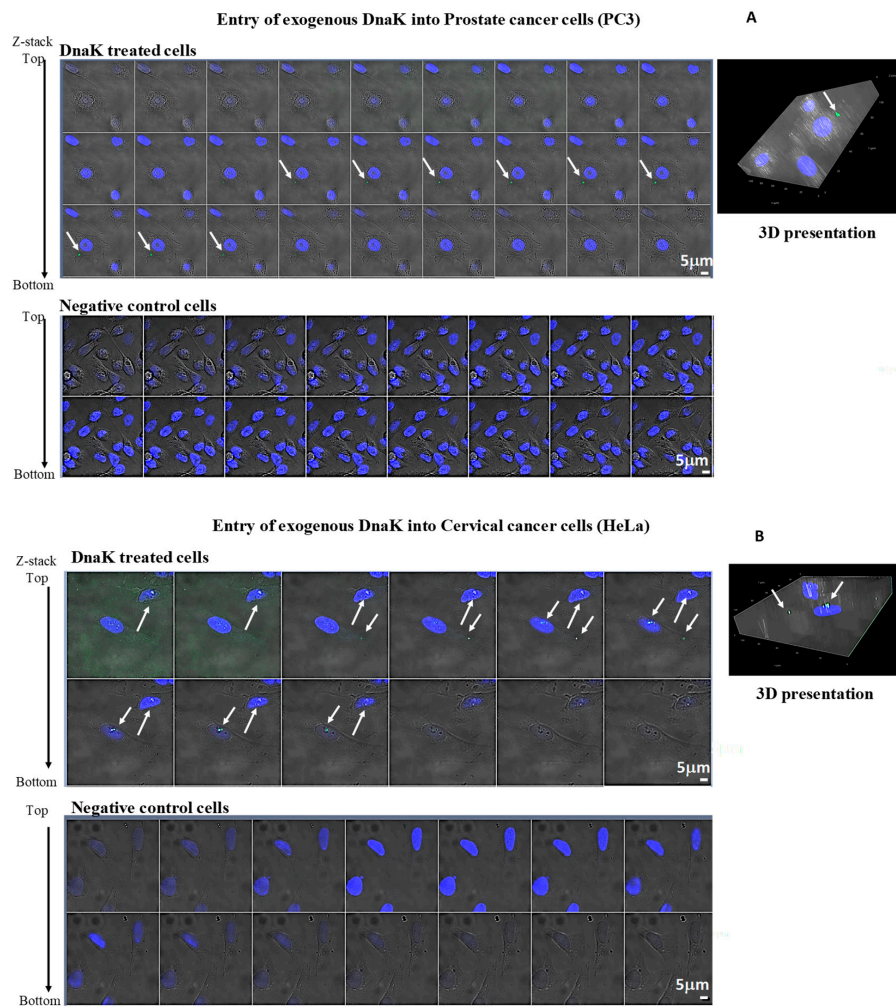 Entry of exogenous DnaK into Prostate cancer cells (PC3)
A
Z-stack
Top
DnaK treated cells
5μm
Bottom
3D presentation
Negative control cells
Top
5μm
Bottom
Entry of exogenous DnaK into Cervical cancer cells (HeLa)
B
Z-stack
DnaK treated cells
Top
5μm
Bottom
3D presentation
Negative control cells
Top
5μm
Bottom